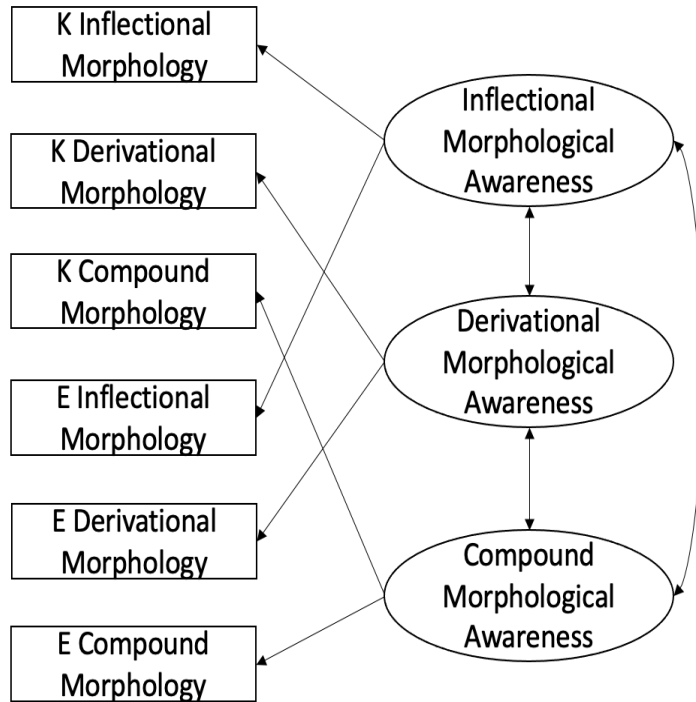 K Inflectional
Morphology
K Derivational
Morphology
K Compound
Morphology
E Inflectional
Morphology
E Derivational
Morphology
E Compound
Morphology
Inflectional
Morphological
Awareness
Derivational
Morphological
Awareness
Compound
Morphological
Awareness